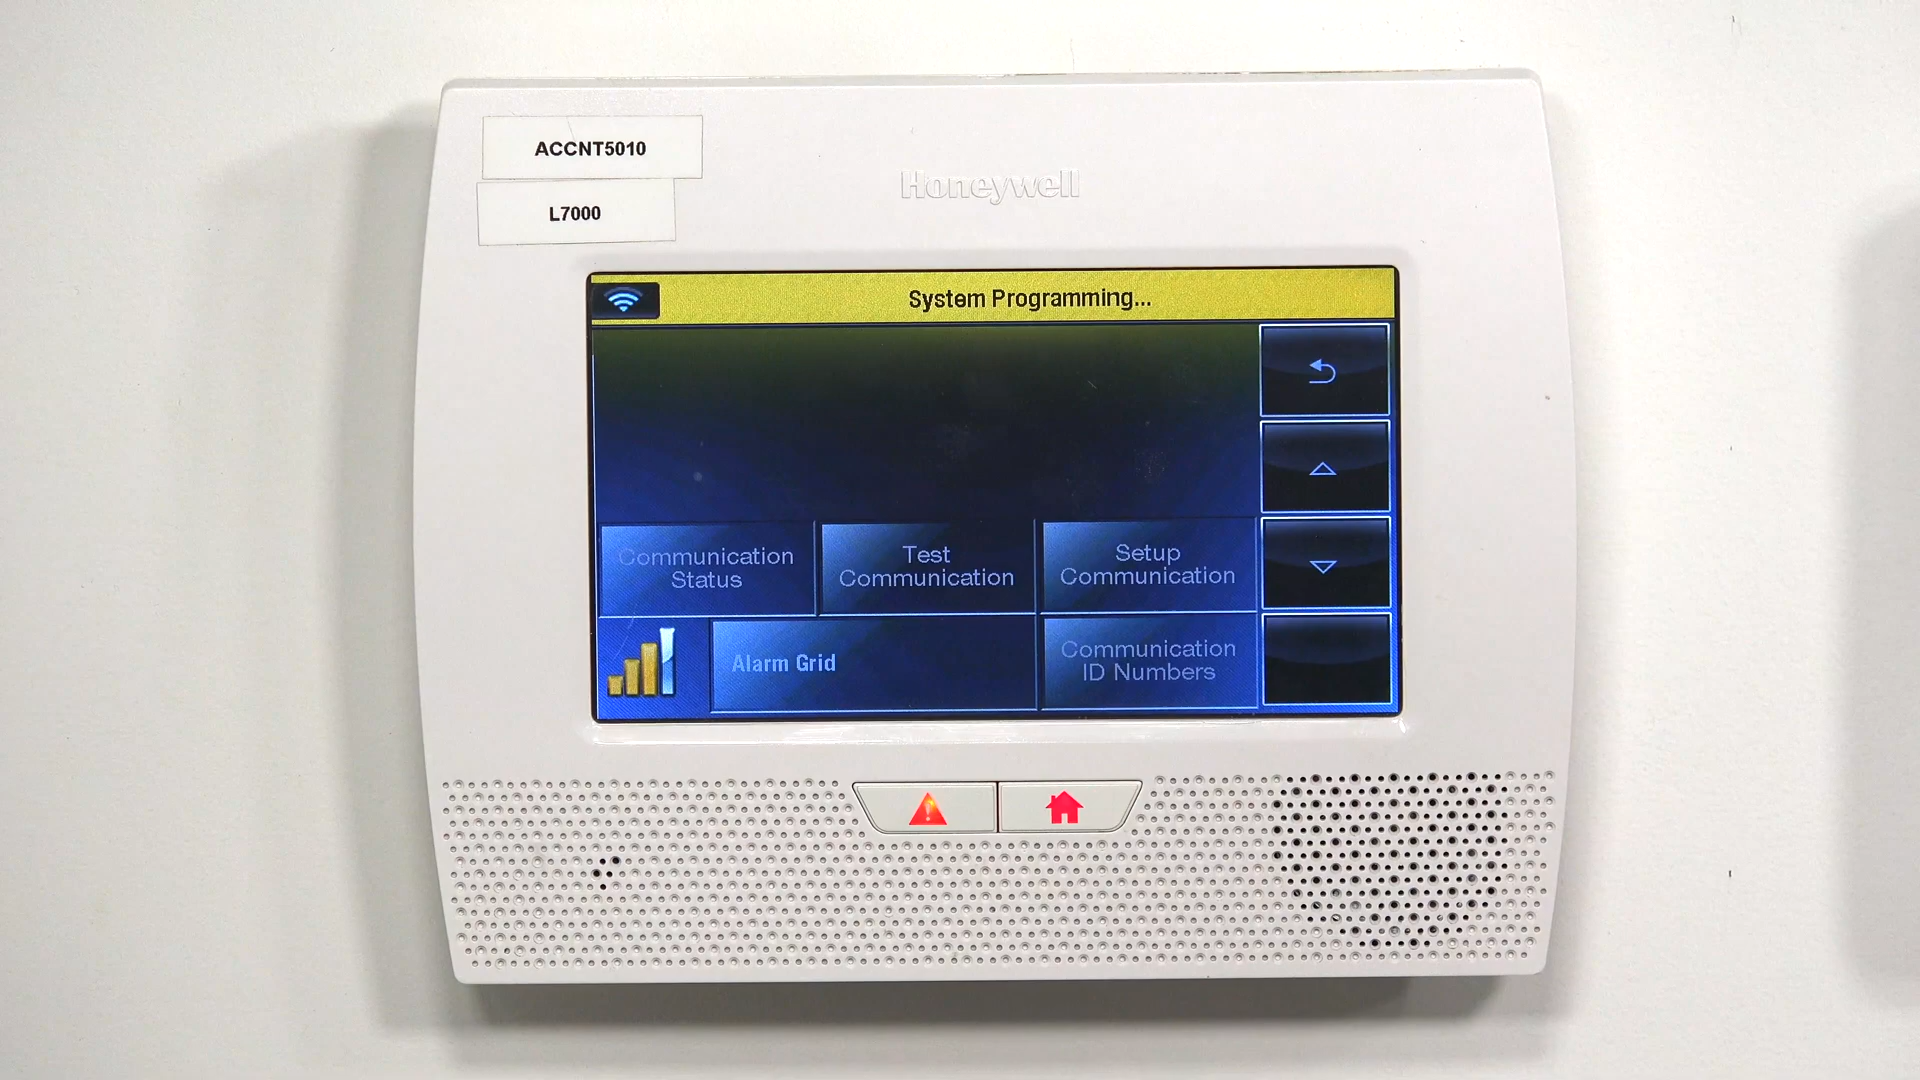 ACCNT5010
L7000
Honeywell
System Programming...
Communication
Status
Test
Communication
Setup
Communication
Alarm Grid
Communication
ID Numbers